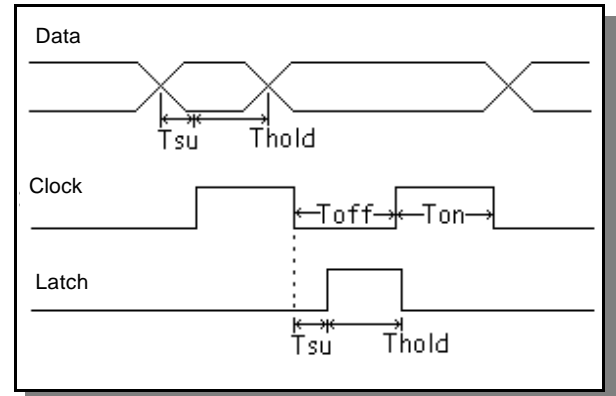 Data
Tsu Thold
Clock
Toff Ton
Latch
Tsu Thold